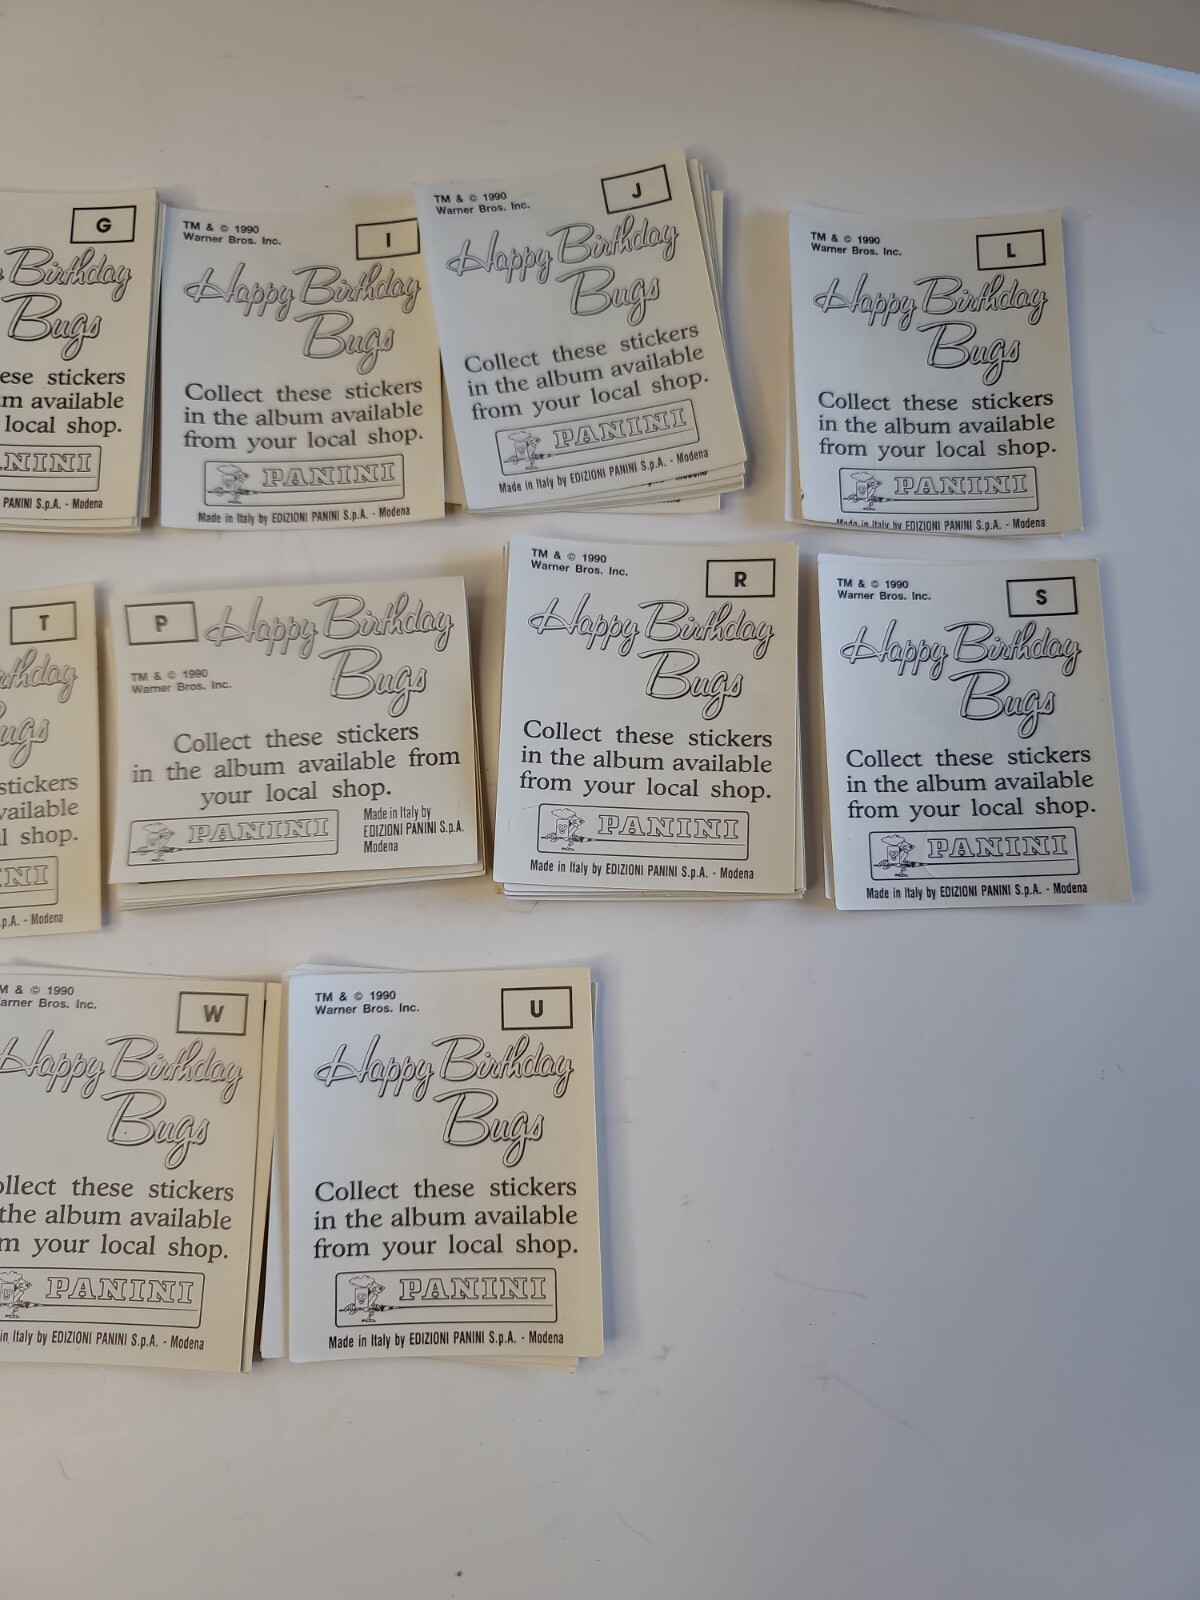 G
Birthday
Bugs
ese stickers
m available
local shop.
NINI
PANINI S.p.A. - Modena
TM & © 1990
Warner Bros. Inc.
I
Happy Birthday
Bugs
Collect these stickers
in the album available
from your local shop.
PANINI
Made in Italy by EDIZIONI PANINI S.p.A. - Modena
TM & © 1990
Warner Bros. Inc.
J
Happy Birthday
Bugs
Collect these stickers
in the album available
from your local shop.
PANINI
Made in Italy by EDIZIONI PANINI S.p.A. - Modena
TM & © 1990
Warner Bros. Inc.
L
Happy Birthday
Bugs
Collect these stickers
in the album available
from your local shop.
PANINI
Made in Italy by EDIZIONI PANINI S.p.A. - Modena
T
rthday
ugs
stickers
vailable
l shop.
NI
.p.A. - Modena
P
Happy Birthday
Bugs
TM & © 1990
Warner Bros. Inc.
Collect these stickers
in the album available from
your local shop.
PANINI
Made in Italy by
EDIZIONI PANINI S.p.A.
Modena
TM & © 1990
Warner Bros. Inc.
R
Happy Birthday
Bugs
Collect these stickers
in the album available
from your local shop.
PANINI
Made in Italy by EDIZIONI PANINI S.p.A. - Modena
TM & © 1990
Warner Bros. Inc.
S
Happy Birthday
Bugs
Collect these stickers
in the album available
from your local shop.
PANINI
Made in Italy by EDIZIONI PANINI S.p.A. - Modena
M & © 1990
arner Bros. Inc.
W
Happy Birthday
Bugs
ollect these stickers
the album available
m your local shop.
PANINI
in Italy by EDIZIONI PANINI S.p.A. - Modena
TM & © 1990
Warner Bros. Inc.
U
Happy Birthday
Bugs
Collect these stickers
in the album available
from your local shop.
PANINI
Made in Italy by EDIZIONI PANINI S.p.A. - Modena